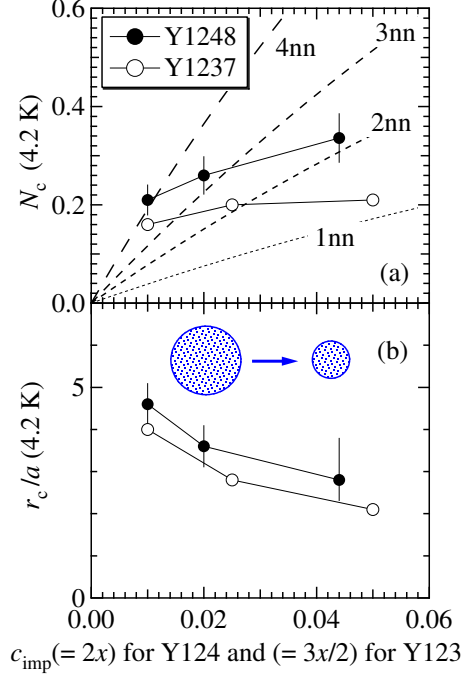 0.6
Y1248
Y1237
4nn
3nn
2nn
1nn
0.4
0.2
0.0
N_c (4.2 K)
(a)
(b)
5
0
r_c/a (4.2 K)
0.00 0.02 0.04 0.06
c_imp(= 2x) for Y124 and (= 3x/2) for Y123